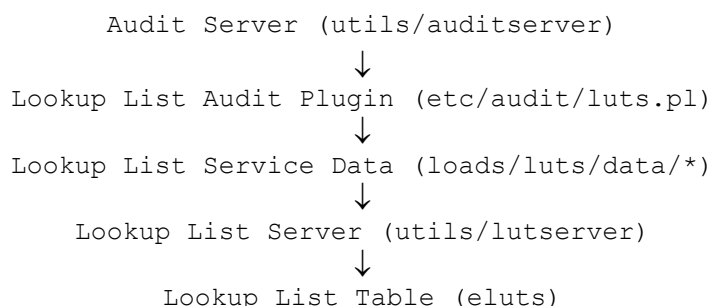 Audit Server (utils/auditserver)
↓
Lookup List Audit Plugin (etc/audit/luts.pl)
↓
Lookup List Service Data (loads/luts/data/*)
↓
Lookup List Server (utils/lutserver)
↓
Lookup List Table (eluts)